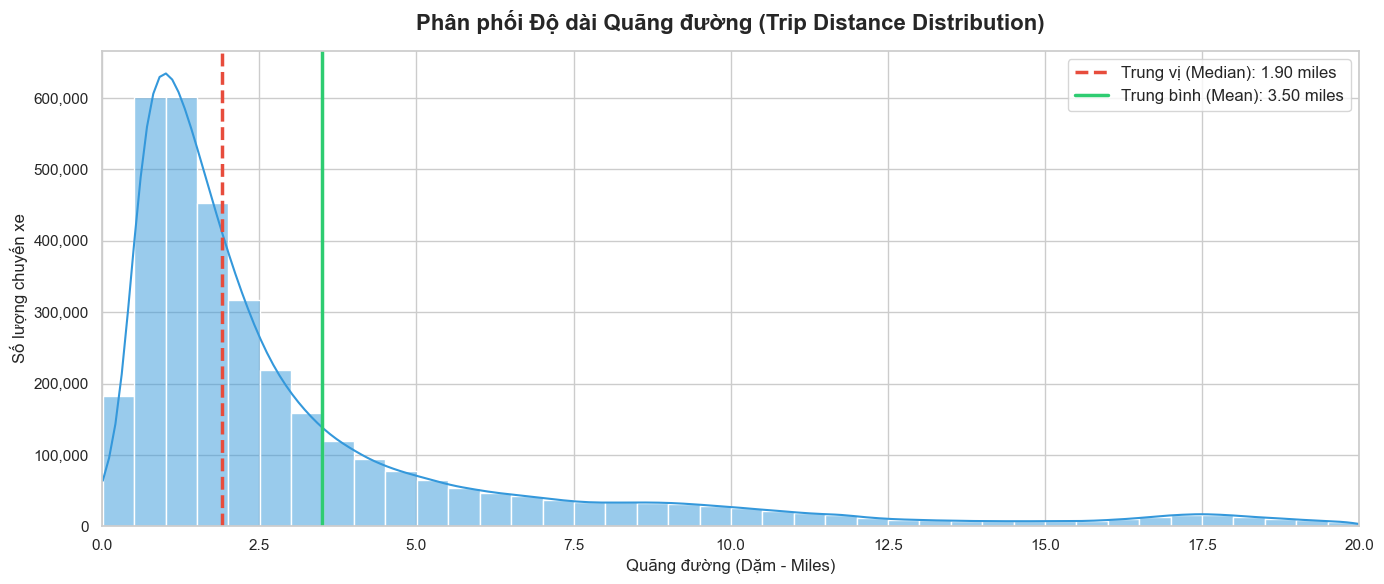 Phân phối Độ dài Quãng đường (Trip Distance Distribution)
Trung vị (Median): 1.90 miles
Trung bình (Mean): 3.50 miles
Số lượng chuyến xe
600,000
500,000
400,000
300,000
200,000
100,000
0
0.0 2.5 5.0 7.5 10.0 12.5 15.0 17.5 20.0
Quãng đường (Dặm - Miles)